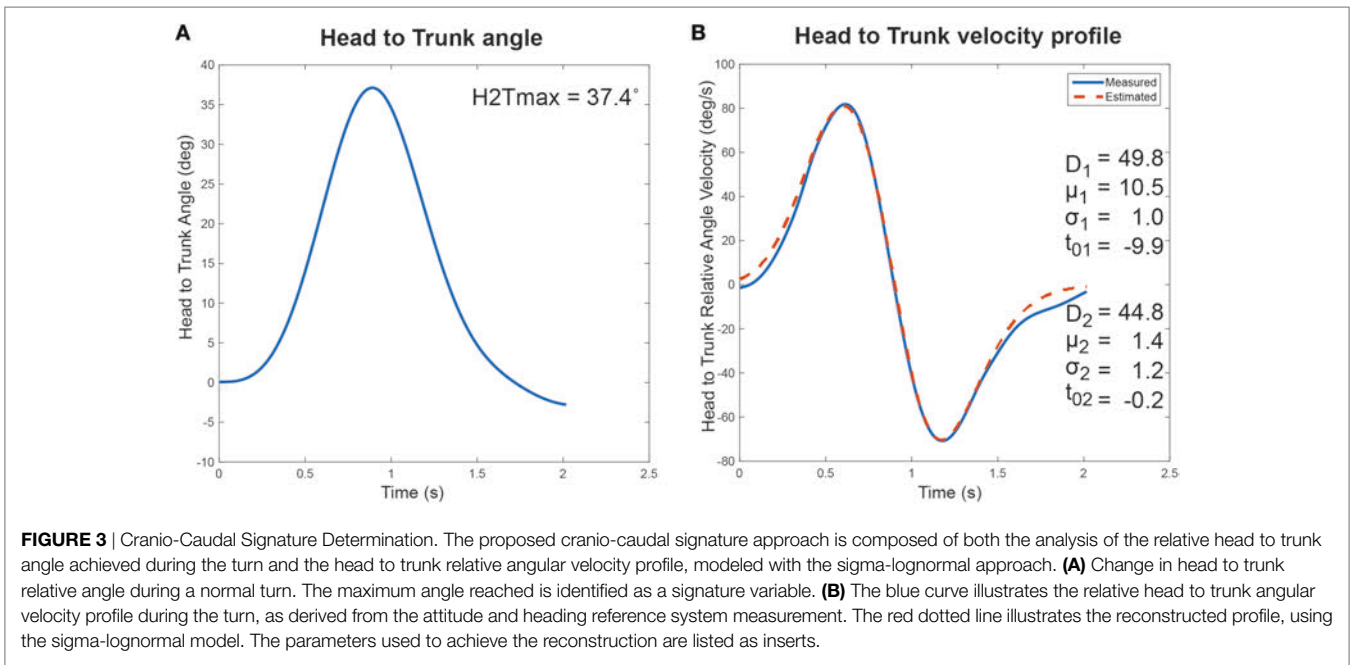 A
Head to Trunk angle
40
35
30
25
20
15
10
5
0
-5
-10
Head to Trunk Angle (deg)
H2Tmax = 37.4°
0
0.5
1
1.5
2
2.5
Time (s)
B
Head to Trunk velocity profile
100
80
60
40
20
0
-20
-40
-60
-80
Head to Trunk Relative Angle Velocity (deg/s)
Measured
Estimated
D₁ = 49.8
μ₁ = 10.5
σ₁ = 1.0
t₀₁ = -9.9
D₂ = 44.8
μ₂ = 1.4
σ₂ = 1.2
t₀₂ = -0.2
0
0.5
1
1.5
2
2.5
Time (s)
FIGURE 3 | Cranio-Caudal Signature Determination. The proposed cranio-caudal signature approach is composed of both the analysis of the relative head to trunk
angle achieved during the turn and the head to trunk relative angular velocity profile, modeled with the sigma-lognormal approach. (A) Change in head to trunk
relative angle during a normal turn. The maximum angle reached is identified as a signature variable. (B) The blue curve illustrates the relative head to trunk angular
velocity profile during the turn, as derived from the attitude and heading reference system measurement. The red dotted line illustrates the reconstructed profile, using
the sigma-lognormal model. The parameters used to achieve the reconstruction are listed as inserts.